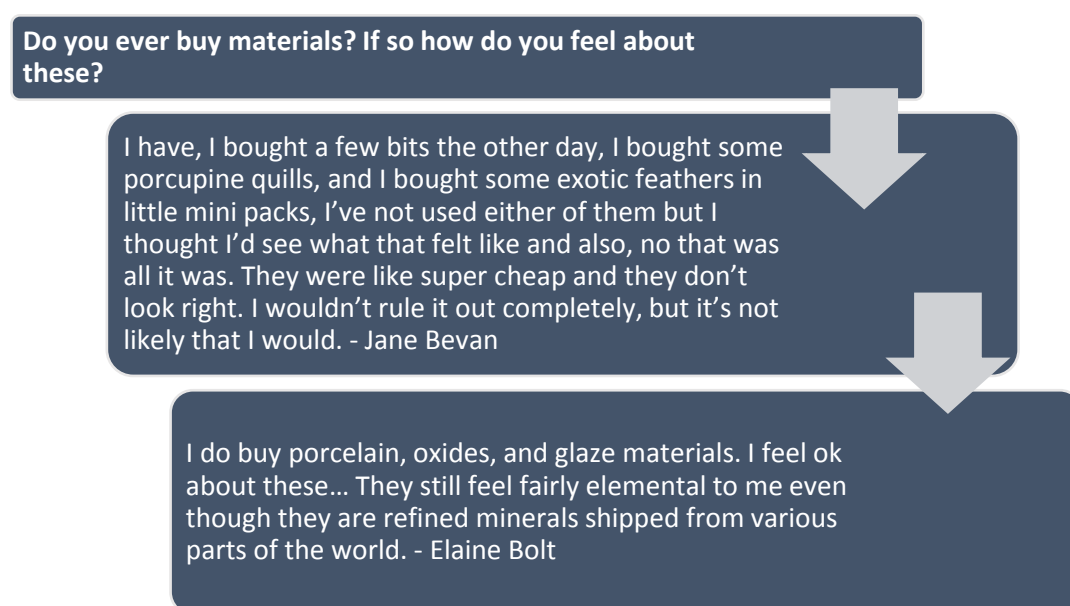 Do you ever buy materials? If so how do you feel about
these?
I have, I bought a few bits the other day, I bought some
porcupine quills, and I bought some exotic feathers in
little mini packs, I’ve not used either of them but I
thought I’d see what that felt like and also, no that was
all it was. They were like super cheap and they don’t
look right. I wouldn’t rule it out completely, but it’s not
likely that I would. - Jane Bevan
I do buy porcelain, oxides, and glaze materials. I feel ok
about these… They still feel fairly elemental to me even
though they are refined minerals shipped from various
parts of the world. - Elaine Bolt